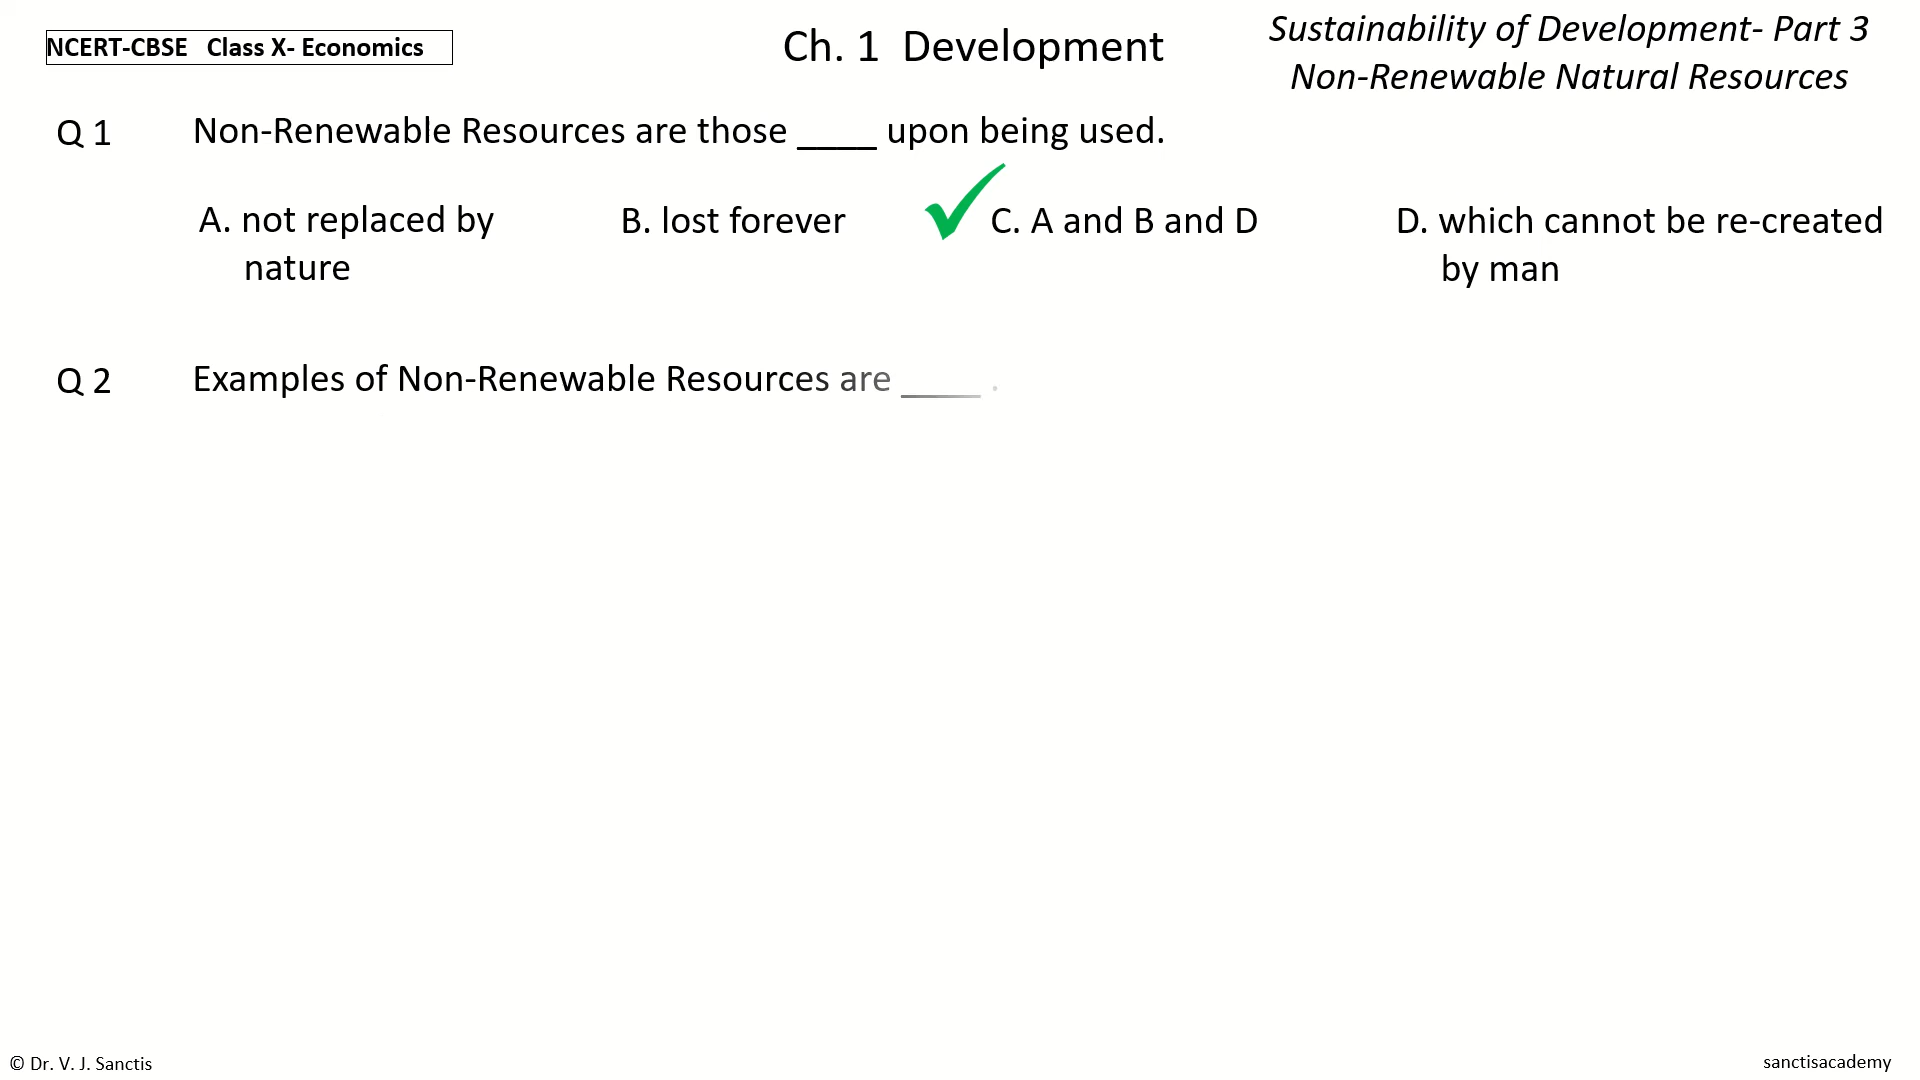 NCERT-CBSE Class X- Economics
Ch. 1 Development
Sustainability of Development- Part 3
Non-Renewable Natural Resources
Q 1 Non-Renewable Resources are those ____ upon being used.
A. not replaced by nature
B. lost forever
C. A and B and D
D. which cannot be re-created by man
Q 2 Examples of Non-Renewable Resources are ____ .
© Dr. V. J. Sanctis
sanctisacademy